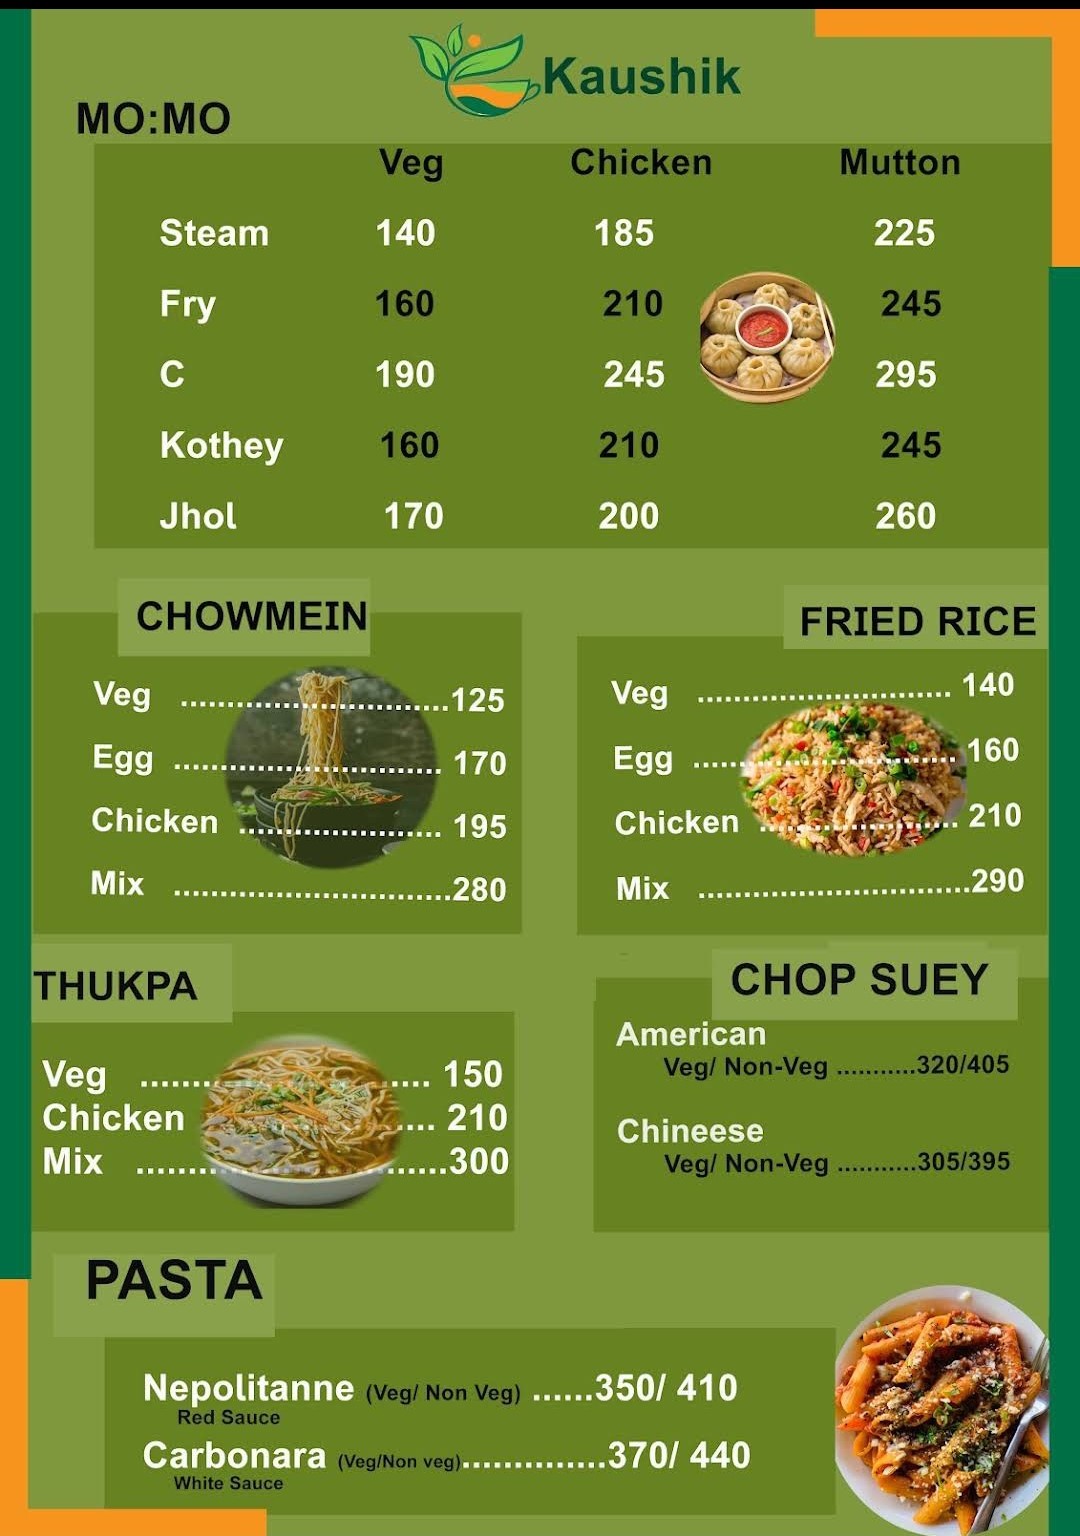 Kaushik
MO:MO
Veg Chicken Mutton
Steam 140 185 225
Fry 160 210 245
C 190 245 295
Kothey 160 210 245
Jhol 170 200 260
CHOWMEIN
Veg ..............................125
Egg .............................. 170
Chicken ...................... 195
Mix ...............................280
FRIED RICE
Veg ............................ 140
Egg .............................160
Chicken ...................... 210
Mix ..............................290
THUKPA
Veg .......................... 150
Chicken .... 210
Mix ............................300
CHOP SUEY
American
Veg/ Non-Veg ...........320/405
Chineese
Veg/ Non-Veg ...........305/395
PASTA
Nepolitanne (Veg/ Non Veg) ......350/ 410
Red Sauce
Carbonara (Veg/Non veg)..............370/ 440
White Sauce